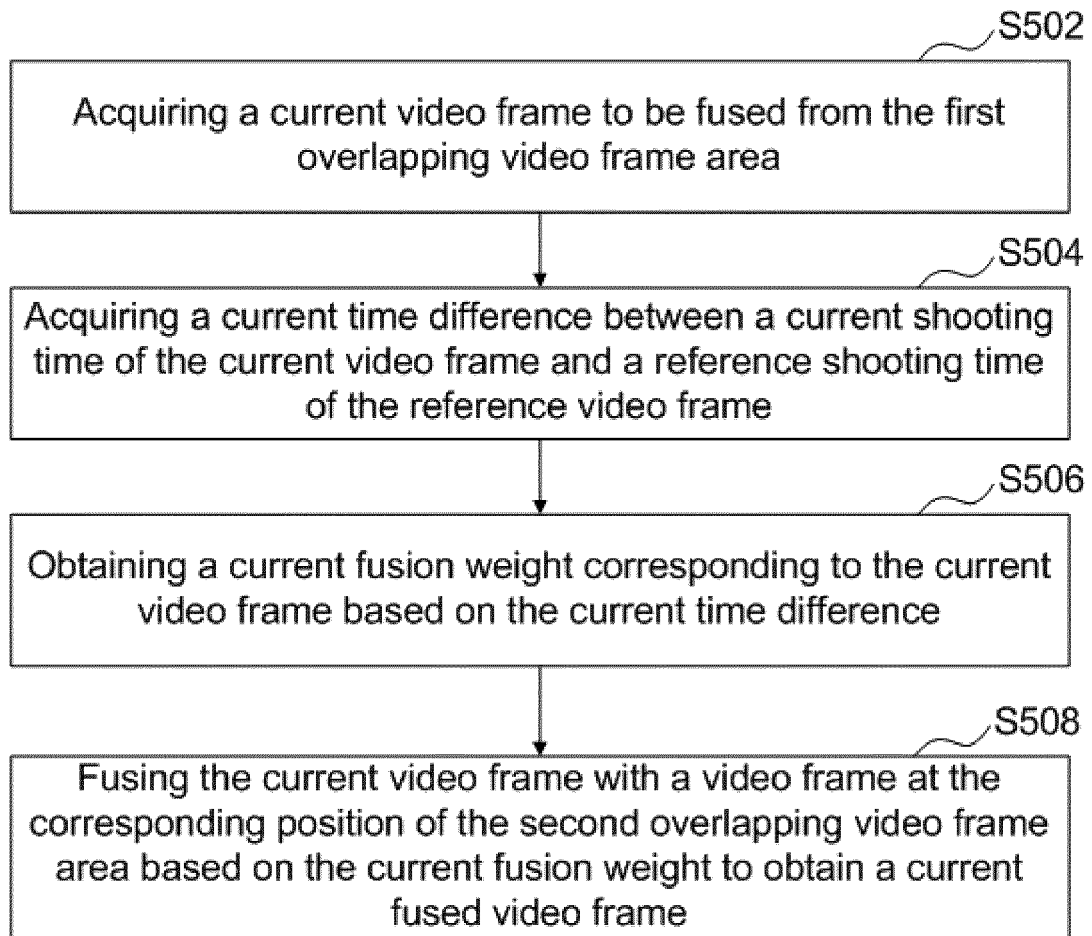 S502
Acquiring a current video frame to be fused from the first
overlapping video frame area
S504
Acquiring a current time difference between a current shooting
time of the current video frame and a reference shooting time
of the reference video frame
S506
Obtaining a current fusion weight corresponding to the current
video frame based on the current time difference
S508
Fusing the current video frame with a video frame at the
corresponding position of the second overlapping video frame
area based on the current fusion weight to obtain a current
fused video frame